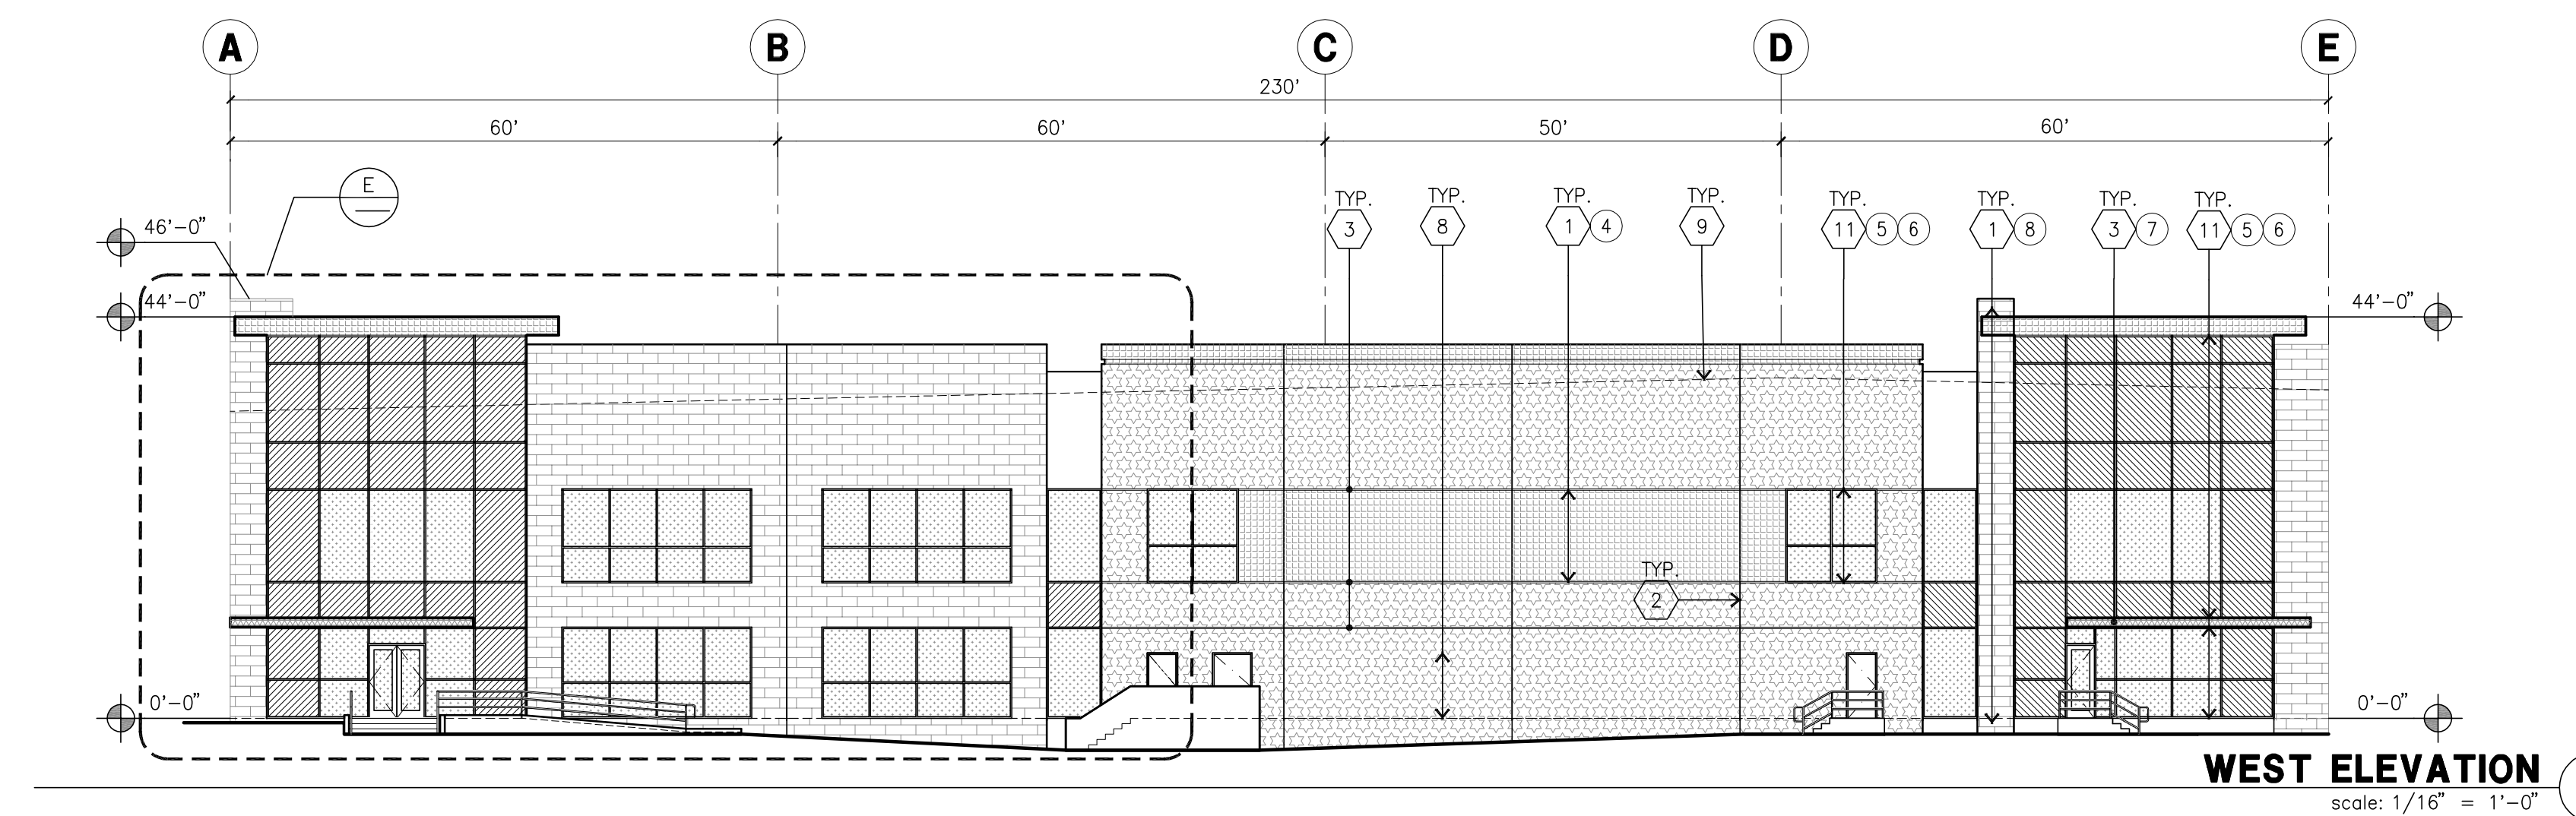 A B C D E
230'
60' 60' 50' 60'
E
TYP. TYP. TYP. TYP. TYP. TYP. TYP. TYP.
3 8 1 4 9 11 5 6 1 8 3 7 11 5 6
46'-0"
44'-0" 44'-0"
TYP.
2
0'-0" 0'-0"
WEST ELEVATION
scale: 1/16" = 1'-0"